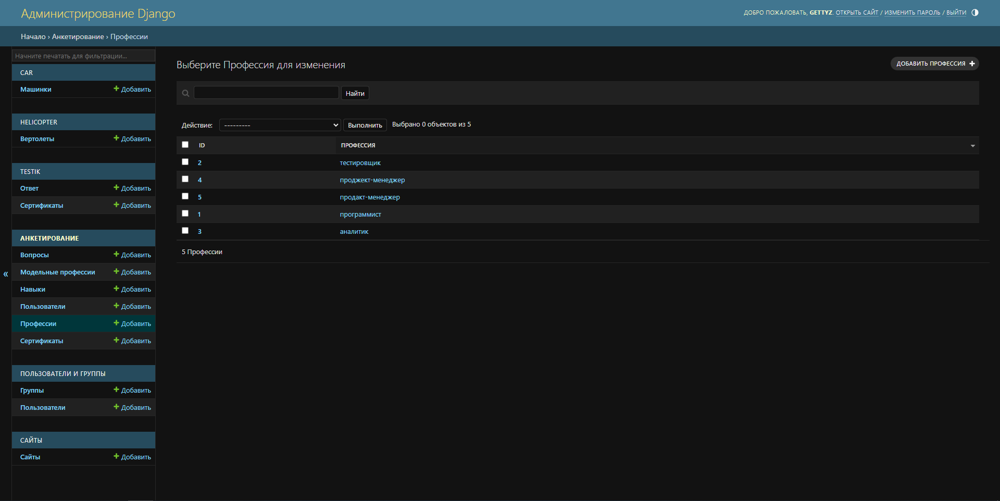 Администрирование Django
ДОБРО ПОЖАЛОВАТЬ, GETTYZ. ОТКРЫТЬ САЙТ / ИЗМЕНИТЬ ПАРОЛЬ / ВЫЙТИ
Начало › Анкетирование › Профессии
Начните печатать для фильтрации...
CAR
Машинки Добавить
HELICOPTER
Вертолеты Добавить
TESTIK
Ответ Добавить
Сертификаты Добавить
АНКЕТИРОВАНИЕ
Вопросы Добавить
Модельные профессии Добавить
Навыки Добавить
Пользователи Добавить
Профессии Добавить
Сертификаты Добавить
ПОЛЬЗОВАТЕЛИ И ГРУППЫ
Группы Добавить
Пользователи Добавить
САЙТЫ
Сайты Добавить
«
Выберите Профессия для изменения
ДОБАВИТЬ ПРОФЕССИЯ
Найти
Действие: --------- Выполнить Выбрано 0 объектов из 5
ID ПРОФЕССИЯ
2 тестировщик
4 проджект-менеджер
5 продакт-менеджер
1 программист
3 аналитик
5 Профессии